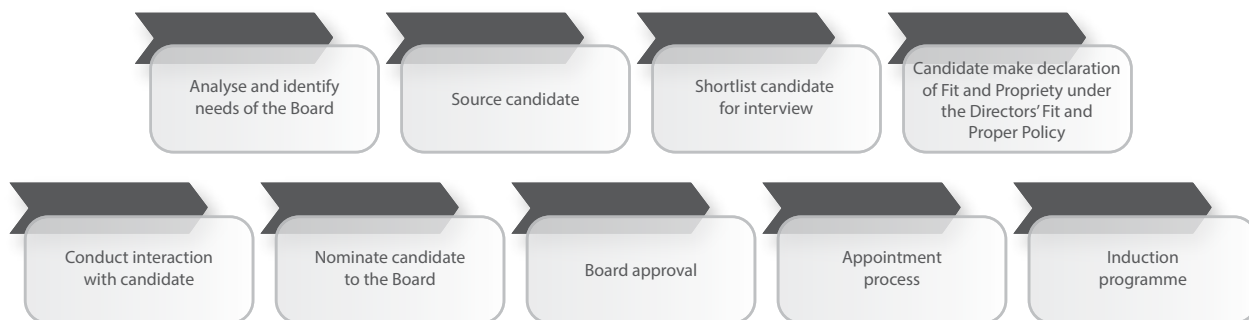 Analyse and identify
needs of the Board
Source candidate
Shortlist candidate
for interview
Candidate make declaration
of Fit and Propriety under
the Directors’ Fit and
Proper Policy
Conduct interaction
with candidate
Nominate candidate
to the Board
Board approval
Appointment
process
Induction
programme